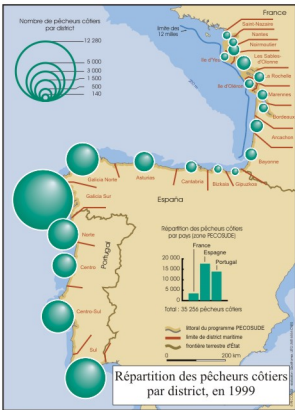 Nombre de pêcheurs côtiers
par district
12 280
5 000
3 000
1 500
500
140
limite des
12 milles
France
Saint-Nazaire
Nantes
Noirmoutier
Ile d'Yeu
Les Sables-
d'Olonne
La Rochelle
Ile d'Oléron
Marennes
Bordeaux
Arcachon
Bayonne
Galicia Norte
Asturias
Cantabria
Bizkaia
Gipuzkoa
Galicia Sur
España
Norte
Portugal
Centro
Centro Sul
Sul
Répartition des pêcheurs côtiers
par pays (zone PECOSUDE)
France
Espagne
Portugal
20 000
15 000
10 000
5 000
0
Total : 35 256 pêcheurs côtiers
littoral du programme PECOSUDE
limite de district maritime
frontière terrestre d'État
0 200 km
Répartition des pêcheurs côtiers
par district, en 1999